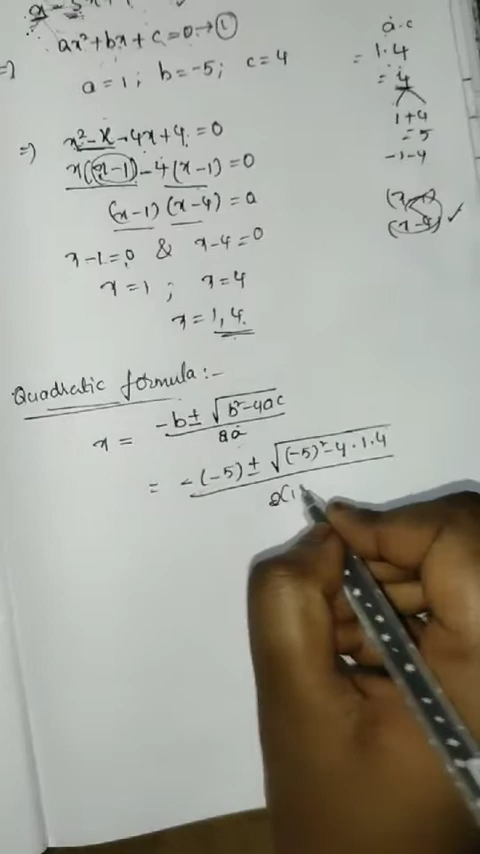 ax²+bx+c=0→①
⇒) a=1; b=-5; c=4
⇒) x²-x-4x+4=0
x(x-1)-4(x-1)=0
(x-1)(x-4)=0
x-1=0 & x-4=0
x=1; x=4
x=1,4
a.c
=1.4
=4
1+4
=5
-1-4
(x-4) ✓
Quadratic formula:-
x = -b±√b²-4ac / 2a
= -(-5)±√(-5)²-4.1.4 / 2(1